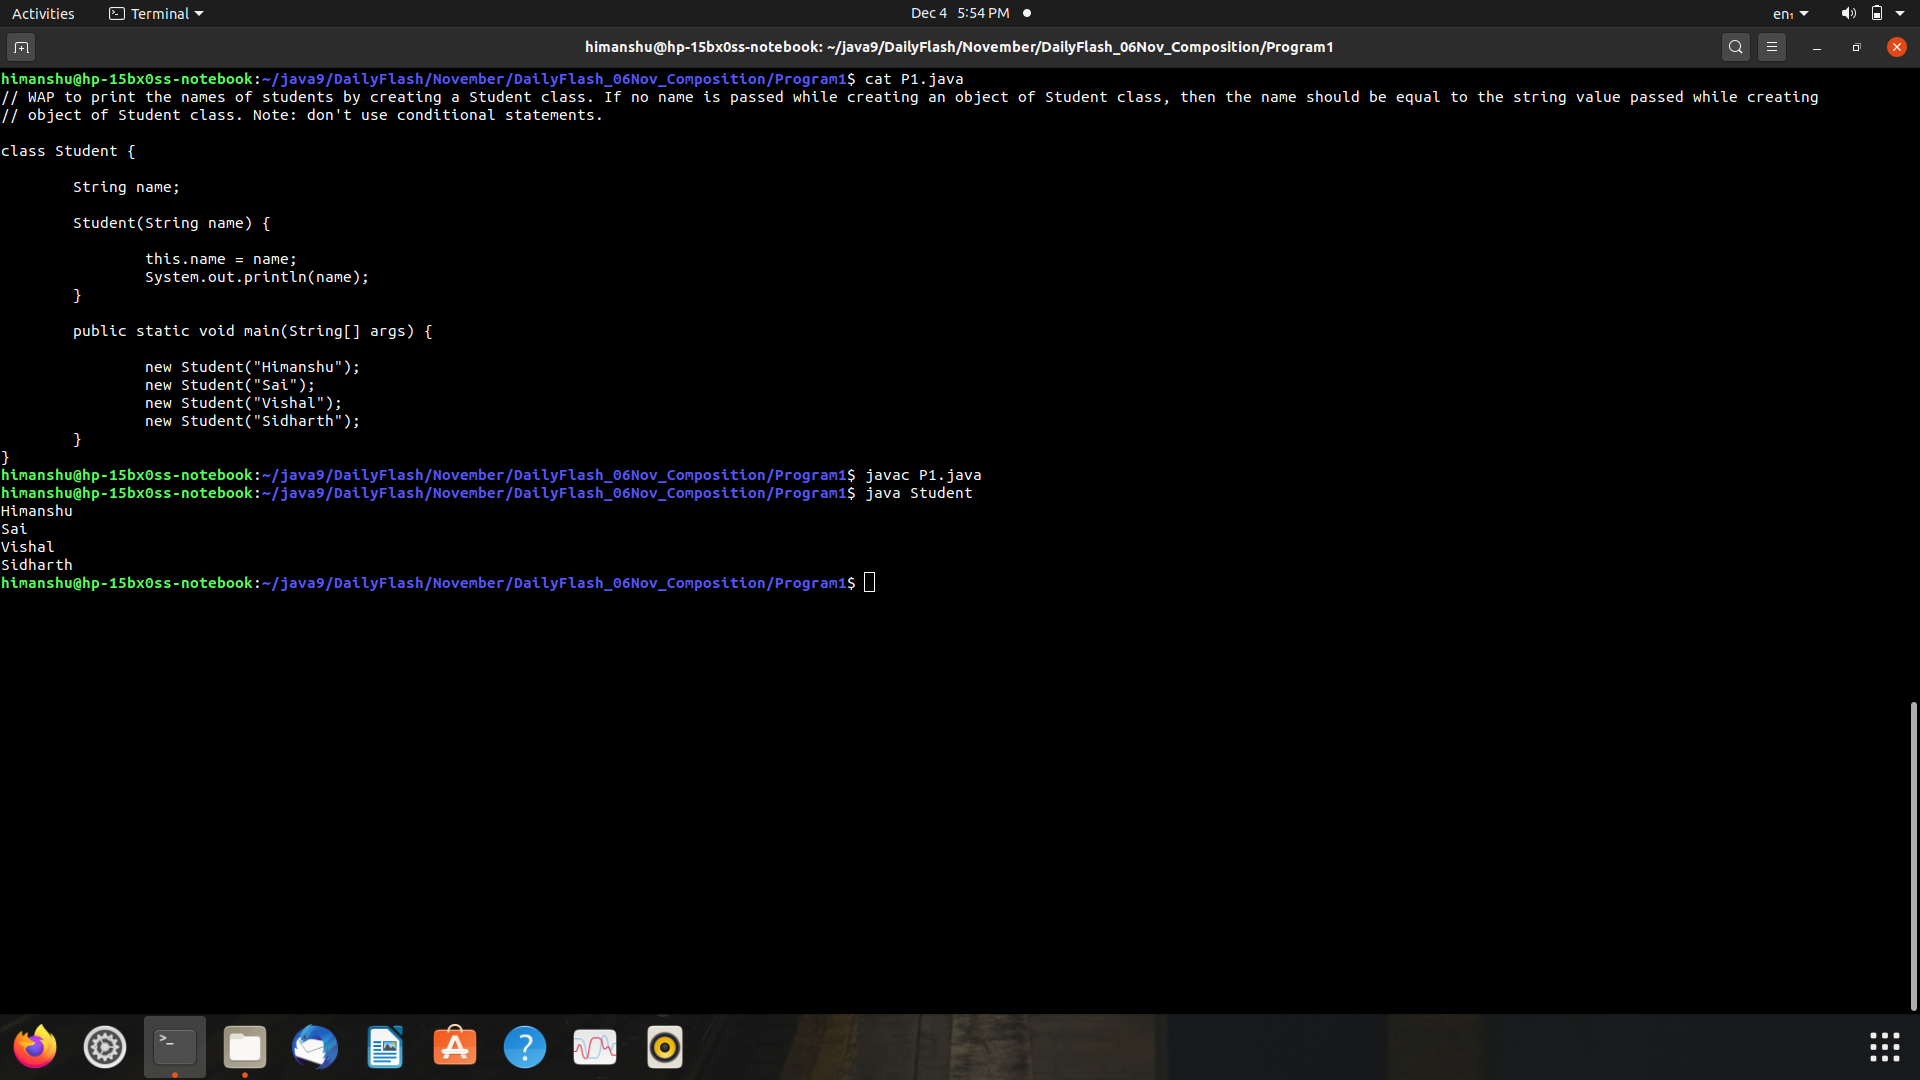 Activities
Terminal
Dec 4 5:54 PM
en₁
himanshu@hp-15bx0ss-notebook: ~/java9/DailyFlash/November/DailyFlash_06Nov_Composition/Program1
himanshu@hp-15bx0ss-notebook:~/java9/DailyFlash/November/DailyFlash_06Nov_Composition/Program1$ cat P1.java
// WAP to print the names of students by creating a Student class. If no name is passed while creating an object of Student class, then the name should be equal to the string value passed while creating
// object of Student class. Note: don't use conditional statements.
class Student {
String name;
Student(String name) {
this.name = name;
System.out.println(name);
}
public static void main(String[] args) {
new Student("Himanshu");
new Student("Sai");
new Student("Vishal");
new Student("Sidharth");
}
}
himanshu@hp-15bx0ss-notebook:~/java9/DailyFlash/November/DailyFlash_06Nov_Composition/Program1$ javac P1.java
himanshu@hp-15bx0ss-notebook:~/java9/DailyFlash/November/DailyFlash_06Nov_Composition/Program1$ java Student
Himanshu
Sai
Vishal
Sidharth
himanshu@hp-15bx0ss-notebook:~/java9/DailyFlash/November/DailyFlash_06Nov_Composition/Program1$